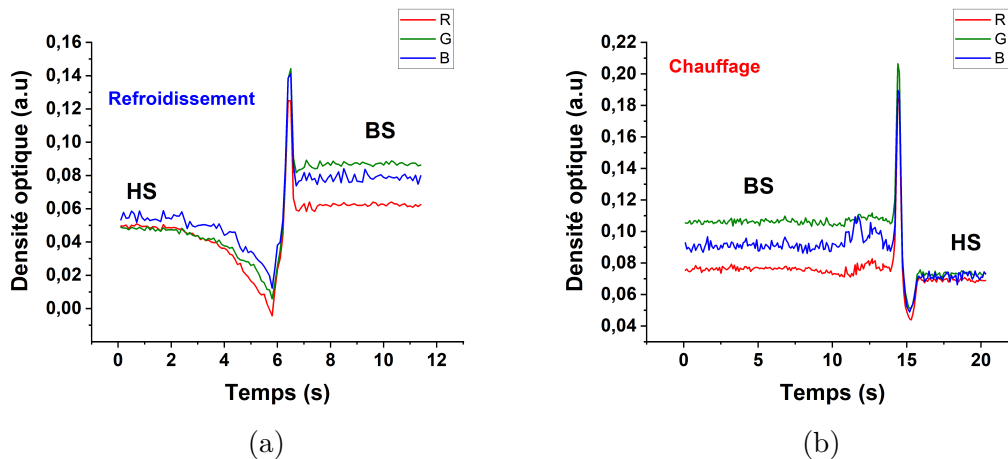 R
G
B
0,16
0,14
0,12
0,10
0,08
0,06
0,04
0,02
0,00
Densité optique (a.u)
Refroidissement
HS
BS
0
2
4
6
8
10
12
Temps (s)
(a)
R
G
B
0,22
0,20
0,18
0,16
0,14
0,12
0,10
0,08
0,06
0,04
Densité optique (a.u)
Chauffage
BS
HS
0
5
10
15
20
Temps (s)
(b)